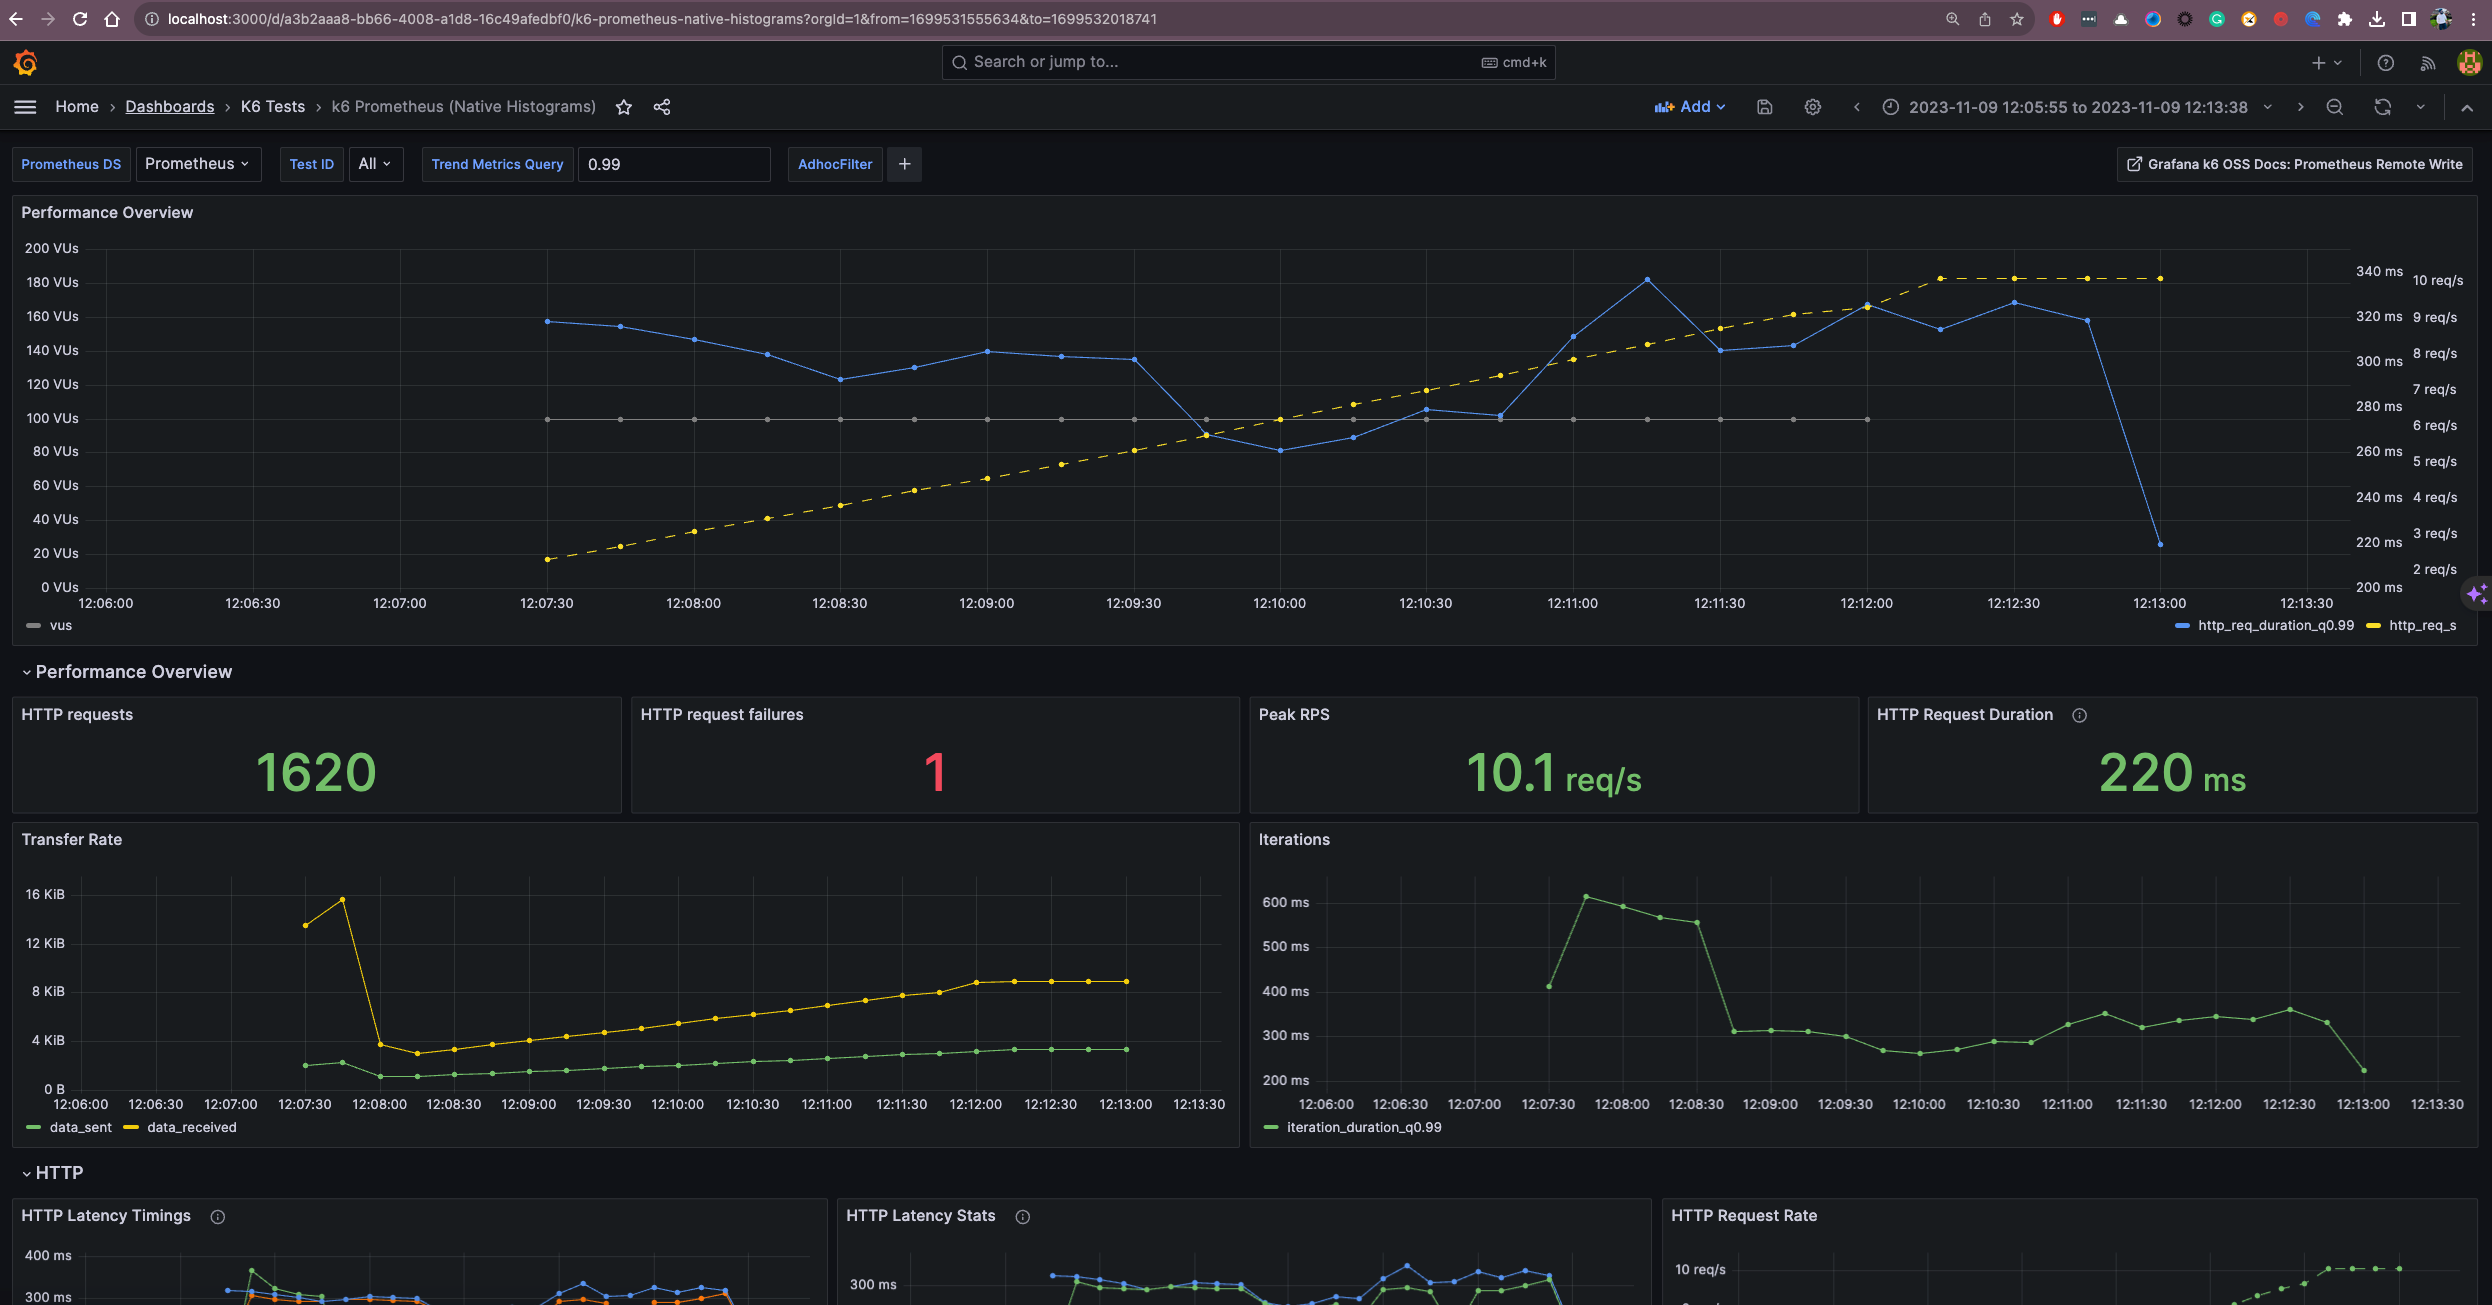 localhost:3000/d/a3b2aaa8-bb66-4008-a1d8-16c49afedbf0/k6-prometheus-native-histograms?orgId=1&from=1699531555634&to=1699532018741
Search or jump to... cmd+k
Home › Dashboards › K6 Tests › k6 Prometheus (Native Histograms) Add 2023-11-09 12:05:55 to 2023-11-09 12:13:38
Prometheus DS Prometheus Test ID All Trend Metrics Query 0.99 AdhocFilter + Grafana k6 OSS Docs: Prometheus Remote Write
Performance Overview
200 VUs
340 ms
180 VUs 10 req/s
160 VUs 320 ms 9 req/s
140 VUs 300 ms 8 req/s
120 VUs 7 req/s
100 VUs 280 ms 6 req/s
80 VUs 260 ms 5 req/s
60 VUs 240 ms 4 req/s
40 VUs 3 req/s
20 VUs 220 ms 2 req/s
0 VUs 200 ms
12:06:00 12:06:30 12:07:00 12:07:30 12:08:00 12:08:30 12:09:00 12:09:30 12:10:00 12:10:30 12:11:00 12:11:30 12:12:00 12:12:30 12:13:00 12:13:30
vus http_req_duration_q0.99 http_req_s
Performance Overview
HTTP requests HTTP request failures Peak RPS HTTP Request Duration
1620 1 10.1 req/s 220 ms
Transfer Rate
16 KiB
12 KiB
8 KiB
4 KiB
0 B
12:06:00 12:06:30 12:07:00 12:07:30 12:08:00 12:08:30 12:09:00 12:09:30 12:10:00 12:10:30 12:11:00 12:11:30 12:12:00 12:12:30 12:13:00 12:13:30
data_sent data_received
Iterations
600 ms
500 ms
400 ms
300 ms
200 ms
12:06:00 12:06:30 12:07:00 12:07:30 12:08:00 12:08:30 12:09:00 12:09:30 12:10:00 12:10:30 12:11:00 12:11:30 12:12:00 12:12:30 12:13:00 12:13:30
iteration_duration_q0.99
HTTP
HTTP Latency Timings
400 ms
300 ms
HTTP Latency Stats
300 ms
HTTP Request Rate
10 req/s